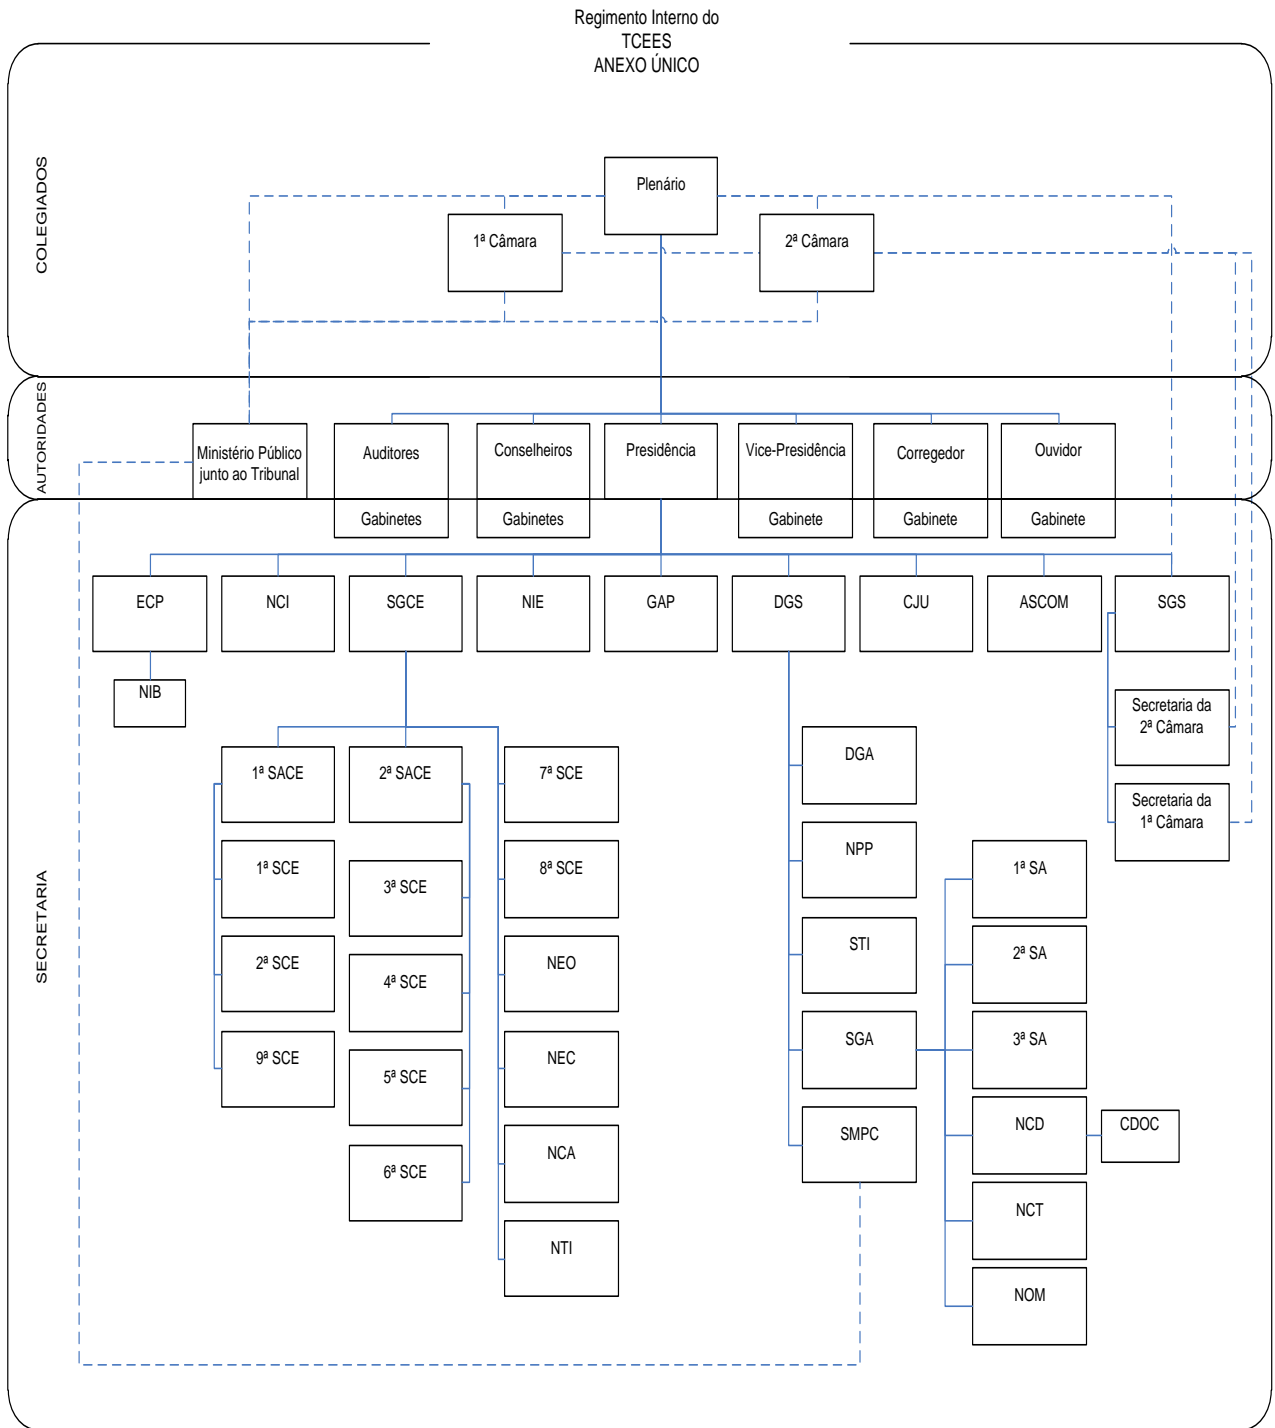 Regimento Interno do
TCEES
ANEXO ÚNICO
COLEGIADOS
Plenário
1ª Câmara
2ª Câmara
AUTORIDADES
Ministério Público
junto ao Tribunal
Auditores
Conselheiros
Presidência
Vice-Presidência
Corregedor
Ouvidor
Gabinetes
Gabinetes
Gabinete
Gabinete
Gabinete
SECRETARIA
ECP
NCI
SGCE
NIE
GAP
DGS
CJU
ASCOM
SGS
NIB
Secretaria da
2ª Câmara
Secretaria da
1ª Câmara
1ª SACE
2ª SACE
7ª SCE
DGA
1ª SCE
3ª SCE
8ª SCE
NPP
1ª SA
2ª SCE
4ª SCE
NEO
STI
2ª SA
9ª SCE
5ª SCE
NEC
SGA
3ª SA
6ª SCE
NCA
SMPC
NCD
CDOC
NTI
NCT
NOM